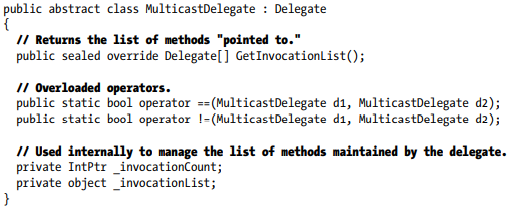 public abstract class MulticastDelegate : Delegate
{
  // Returns the list of methods "pointed to."
  public sealed override Delegate[] GetInvocationList();

  // Overloaded operators.
  public static bool operator ==(MulticastDelegate d1, MulticastDelegate d2);
  public static bool operator !=(MulticastDelegate d1, MulticastDelegate d2);

  // Used internally to manage the list of methods maintained by the delegate.
  private IntPtr _invocationCount;
  private object _invocationList;
}